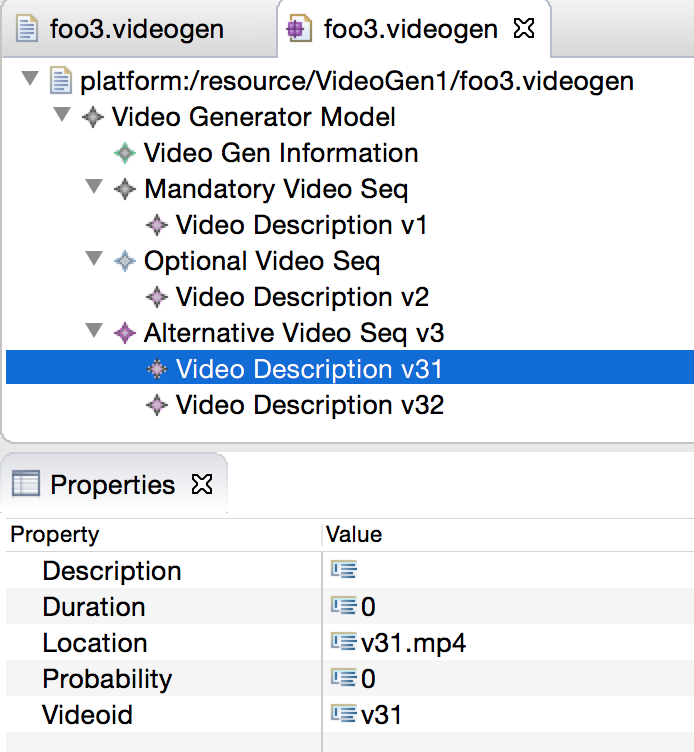 foo3.videogen foo3.videogen
platform:/resource/VideoGen1/foo3.videogen
Video Generator Model
Video Gen Information
Mandatory Video Seq
Video Description v1
Optional Video Seq
Video Description v2
Alternative Video Seq v3
Video Description v31
Video Description v32
Properties
Property Value
Description
Duration 0
Location v31.mp4
Probability 0
Videoid v31